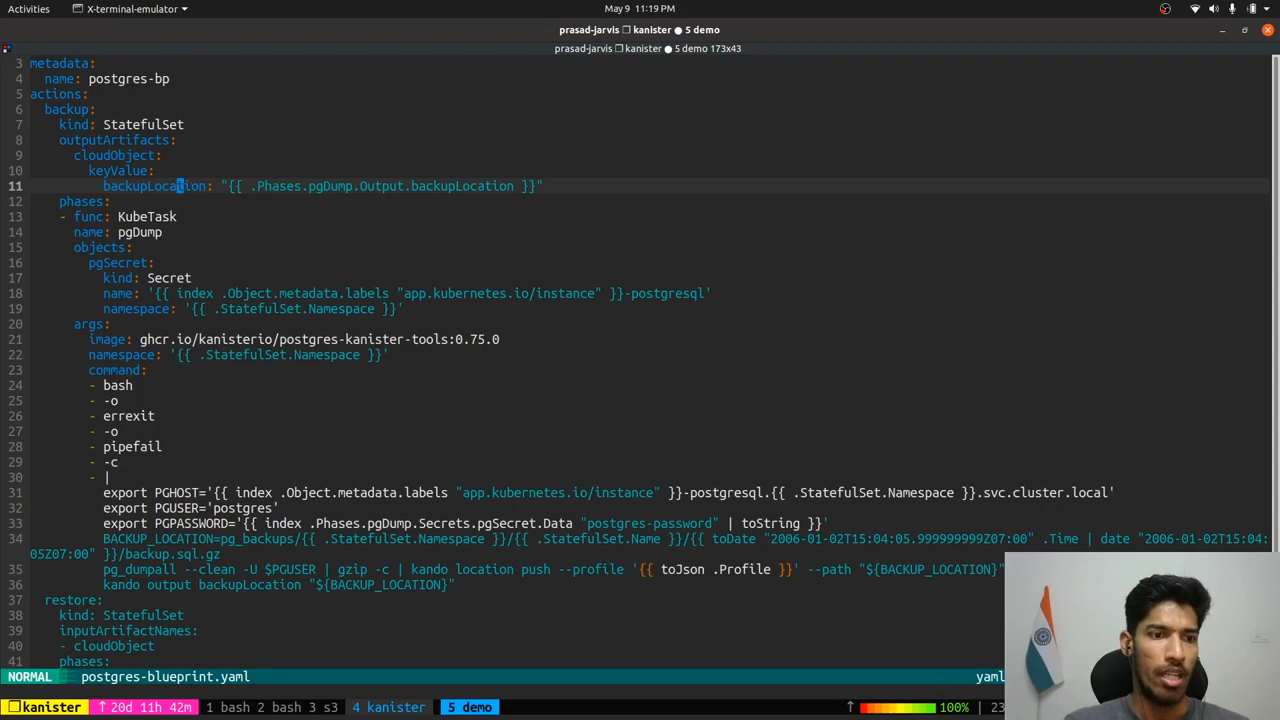 Activities X-terminal-emulator May 9 11:19 PM
prasad-jarvis ❐ kanister ● 5 demo
prasad-jarvis ❐ kanister ● 5 demo 173x43
3 metadata:
4   name: postgres-bp
5 actions:
6   backup:
7     kind: StatefulSet
8     outputArtifacts:
9       cloudObject:
10         keyValue:
11           backupLocation: "{{ .Phases.pgDump.Output.backupLocation }}"
12     phases:
13     - func: KubeTask
14       name: pgDump
15       objects:
16         pgSecret:
17           kind: Secret
18           name: '{{ index .Object.metadata.labels "app.kubernetes.io/instance" }}-postgresql'
19           namespace: '{{ .StatefulSet.Namespace }}'
20       args:
21         image: ghcr.io/kanisterio/postgres-kanister-tools:0.75.0
22         namespace: '{{ .StatefulSet.Namespace }}'
23         command:
24         - bash
25         - -o
26         - errexit
27         - -o
28         - pipefail
29         - -c
30         - |
31           export PGHOST='{{ index .Object.metadata.labels "app.kubernetes.io/instance" }}-postgresql.{{ .StatefulSet.Namespace }}.svc.cluster.local'
32           export PGUSER='postgres'
33           export PGPASSWORD='{{ index .Phases.pgDump.Secrets.pgSecret.Data "postgres-password" | toString }}'
34           BACKUP_LOCATION=pg_backups/{{ .StatefulSet.Namespace }}/{{ .StatefulSet.Name }}/{{ toDate "2006-01-02T15:04:05.999999999Z07:00" .Time | date "2006-01-02T15:04:
05Z07:00" }}/backup.sql.gz
35           pg_dumpall --clean -U $PGUSER | gzip -c | kando location push --profile '{{ toJson .Profile }}' --path "${BACKUP_LOCATION}"
36           kando output backupLocation "${BACKUP_LOCATION}"
37   restore:
38     kind: StatefulSet
39     inputArtifactNames:
40     - cloudObject
41     phases:
NORMAL postgres-blueprint.yaml yaml
❐ kanister ↑ 20d 11h 42m 1 bash 2 bash 3 s3 4 kanister 5 demo ↑ 100% | 23